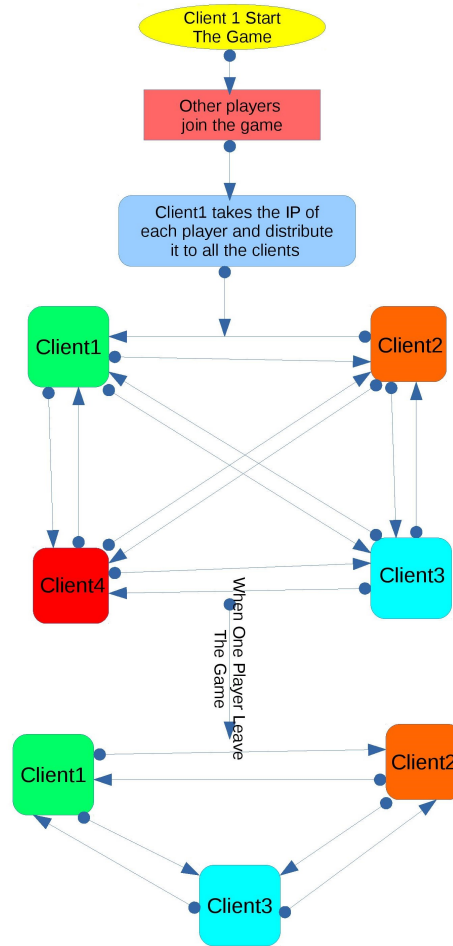 Client 1 Start
The Game
Other players
join the game
Client1 takes the IP of
each player and distribute
it to all the clients
Client1
Client2
Client4
Client3
When One Player Leave
The Game
Client1
Client2
Client3